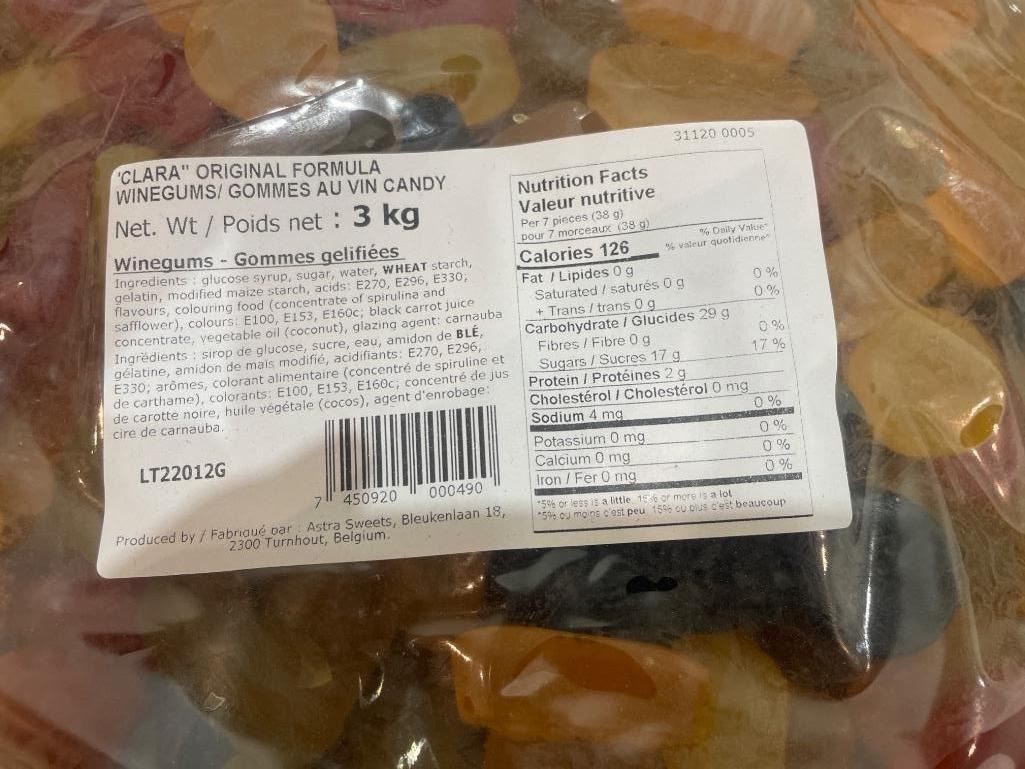 'CLARA" ORIGINAL FORMULA
WINEGUMS/ GOMMES AU VIN CANDY
Net. Wt / Poids net : 3 kg
Winegums - Gommes gelifiées
Ingredients : glucose syrup, sugar, water, WHEAT starch,
gelatin, modified maize starch, acids: E270, E296, E330;
flavours, colouring food (concentrate of spirulina and
safflower), colours: E100, E153, E160c; black carrot juice
concentrate, vegetable oil (coconut), glazing agent: carnauba
Ingrëdients : sirop de glucose, sucre, eau, amidon de BLÉ,
gélatine, amidon de mais modifié, acidifiants: E270, E296,
E330; arômes, colorant alimentaire (concentré de spiruline et
de carthame), colorants: E100, E153, E160c; concentré de jus
de carotte noire, huile végétale (cocos), agent d'enrobage:
cire de carnauba.
LT22012G
7 450920 000490
Produced by / Fabriqué par : Astra Sweets, Bleukenlaan 18,
2300 Turnhout, Belgium.
31120 0005
Nutrition Facts
Valeur nutritive
Per 7 pieces (38 g)
pour 7 morceaux (38 g)
% Daily Value*
Calories 126 % valeur quotidienne*
Fat / Lipides 0 g 0 %
Saturated / saturés 0 g 0 %
+ Trans / trans 0 g
Carbohydrate / Glucides 29 g
Fibres / Fibre 0 g 0 %
Sugars / Sucres 17 g 17 %
Protein / Protéines 2 g
Cholestérol / Cholestérol 0 mg
Sodium 4 mg 0 %
Potassium 0 mg 0 %
Calcium 0 mg 0 %
Iron / Fer 0 mg 0 %
*5% or less is a little 15% or more is a lot
*5% ou moins c'est peu 15% ou plus c'est beaucoup